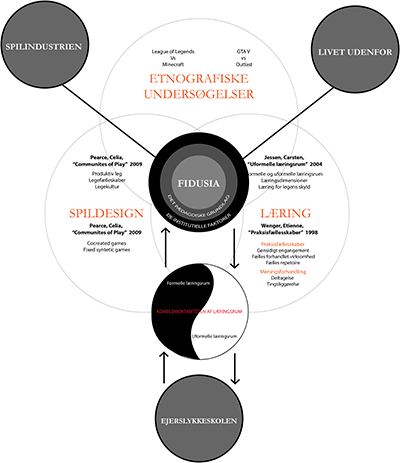 SPILINDUSTRIEN
LIVET UDENFOR
League of Legends
Vs
Minecraft
GTA V
vs
Outlast
ETNOGRAFISKE
UNDERSØGELSER
Pearce, Celia,
"Communites of Play" 2009
Produktiv leg
Legefællesskaber
Legekultur
Jessen, Carsten,
"Uformelle læringsrum" 2004
Formelle og uformelle læringsrum
Læringsdimensioner
Læring for legens skyld
FIDUSIA
DET PÆDAGOGISKE GRUNDLAG
DE INSTITUTIELLE FAKTORER
SPILDESIGN
Pearce, Celia,
"Communites of Play" 2009
Cocreated games
Fixed syntetic games
LÆRING
Wenger, Etienne,
"Praksisfællesskaber" 1998
Praksisfællesskaber
Gensidigt engangement
Fælles forhandlet virksomhed
Fælles repetoire
Meningsforhandling
Deltagelse
Tingsliggørelse
Formelle læringsrum
KOMPLEMENTARITETEN AF LÆRINGSRUM
Uformelle læringsrum
EJERSLYKKESKOLEN